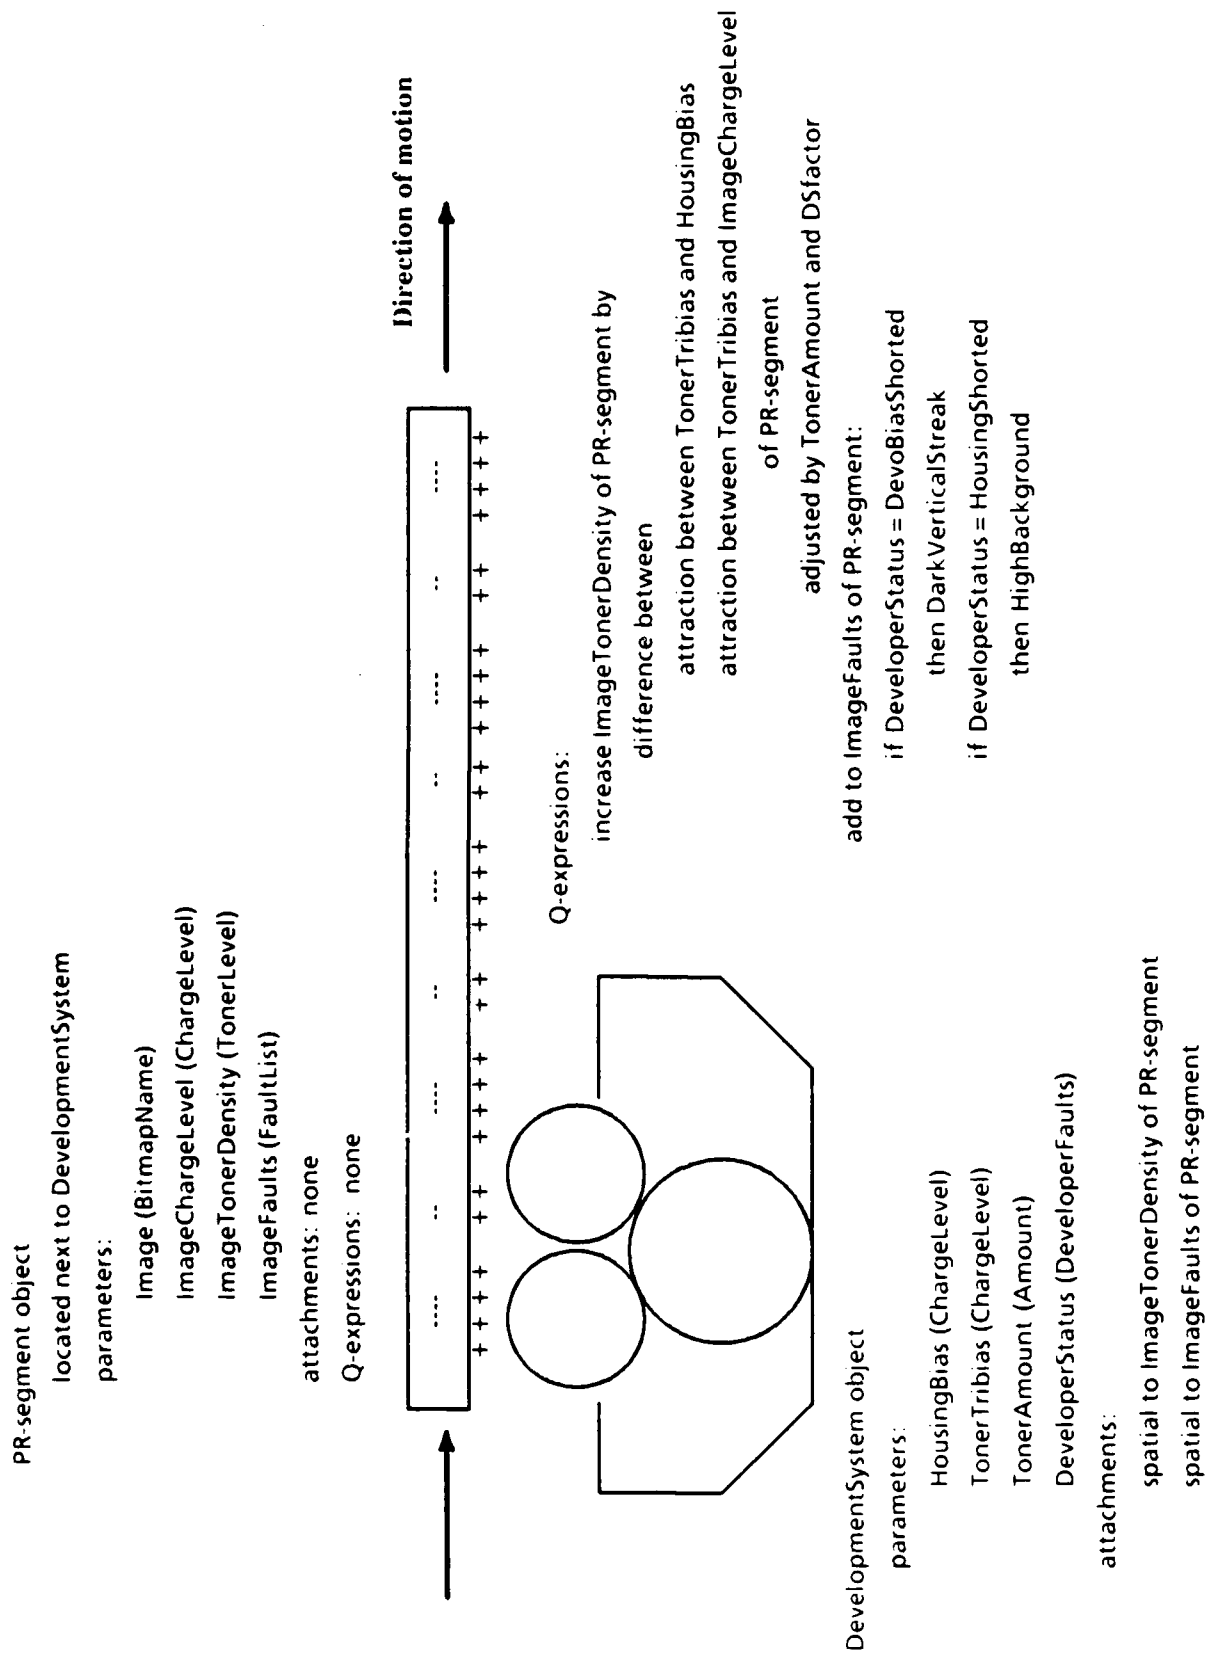 PR-segment object
located next to DevelopmentSystem
parameters:
Image (BitmapName)
ImageChargeLevel (ChargeLevel)
ImageTonerDensity (TonerLevel)
ImageFaults (FaultList)
attachments: none
Q-expressions: none
Direction of motion
---- -- ---- -- ---- -- ---- -- ---- -- ----
++++ ++ ++++ ++ ++++ ++ ++++ ++ ++++ ++ ++++
DevelopmentSystem object
parameters:
HousingBias (ChargeLevel)
TonerTribias (ChargeLevel)
TonerAmount (Amount)
DeveloperStatus (DeveloperFaults)
attachments:
spatial to ImageTonerDensity of PR-segment
spatial to ImageFaults of PR-segment
Q-expressions:
increase ImageTonerDensity of PR-segment by
difference between
attraction between TonerTribias and HousingBias
attraction between TonerTribias and ImageChargeLevel
of PR-segment
adjusted by TonerAmount and DSfactor
add to ImageFaults of PR-segment:
if DeveloperStatus = DevoBiasShorted
then DarkVerticalStreak
if DeveloperStatus = HousingShorted
then HighBackground